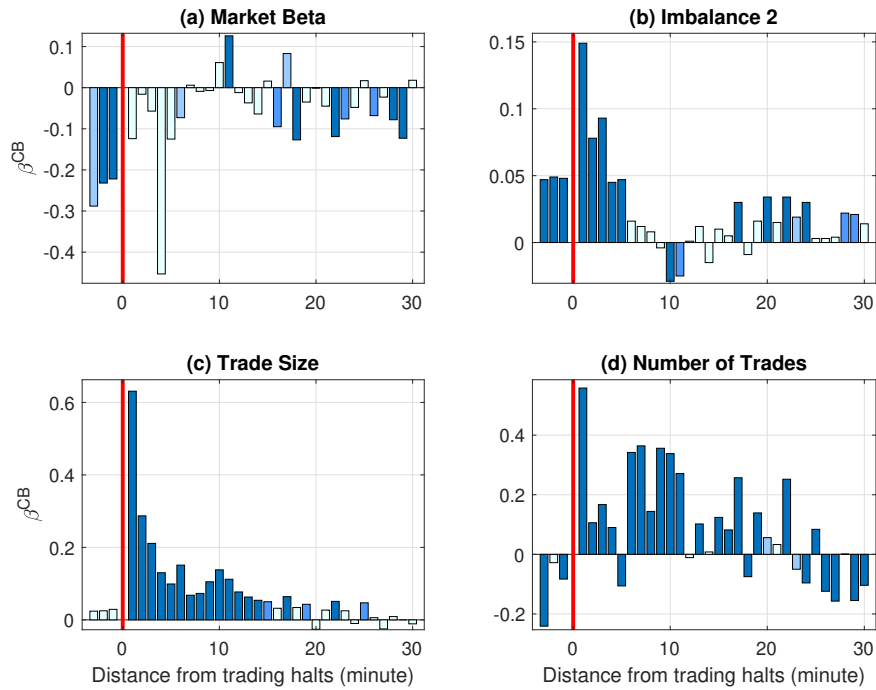 (a) Market Beta
0.1
0
-0.1
-0.2
-0.3
-0.4
β^CB
0 10 20 30
(b) Imbalance 2
0.15
0.1
0.05
0
0 10 20 30
(c) Trade Size
0.6
0.4
0.2
0
β^CB
0 10 20 30
Distance from trading halts (minute)
(d) Number of Trades
0.4
0.2
0
-0.2
0 10 20 30
Distance from trading halts (minute)